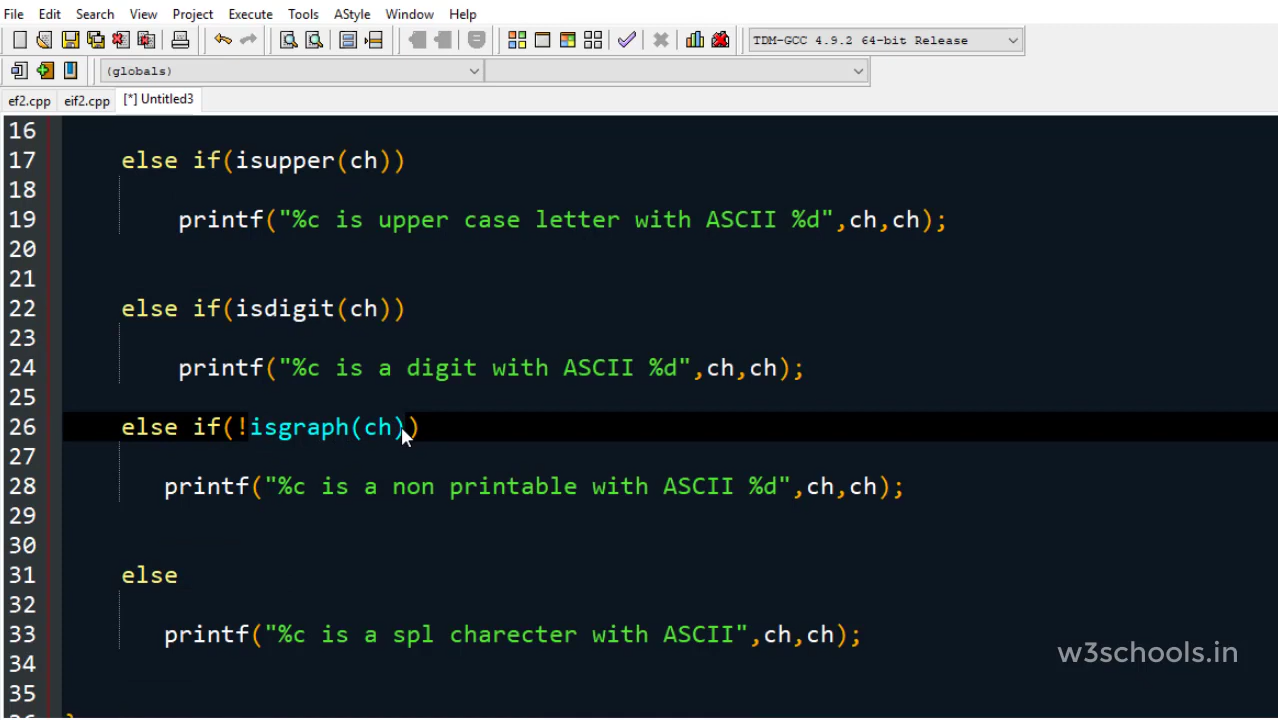 File Edit Search View Project Execute Tools AStyle Window Help
TDM-GCC 4.9.2 64-bit Release
(globals)
ef2.cpp eif2.cpp [*] Untitled3
16
17 else if(isupper(ch))
18
19 printf("%c is upper case letter with ASCII %d",ch,ch);
20
21
22 else if(isdigit(ch))
23
24 printf("%c is a digit with ASCII %d",ch,ch);
25
26 else if(!isgraph(ch))
27
28 printf("%c is a non printable with ASCII %d",ch,ch);
29
30
31 else
32
33 printf("%c is a spl charecter with ASCII",ch,ch);
34
35
w3schools.in